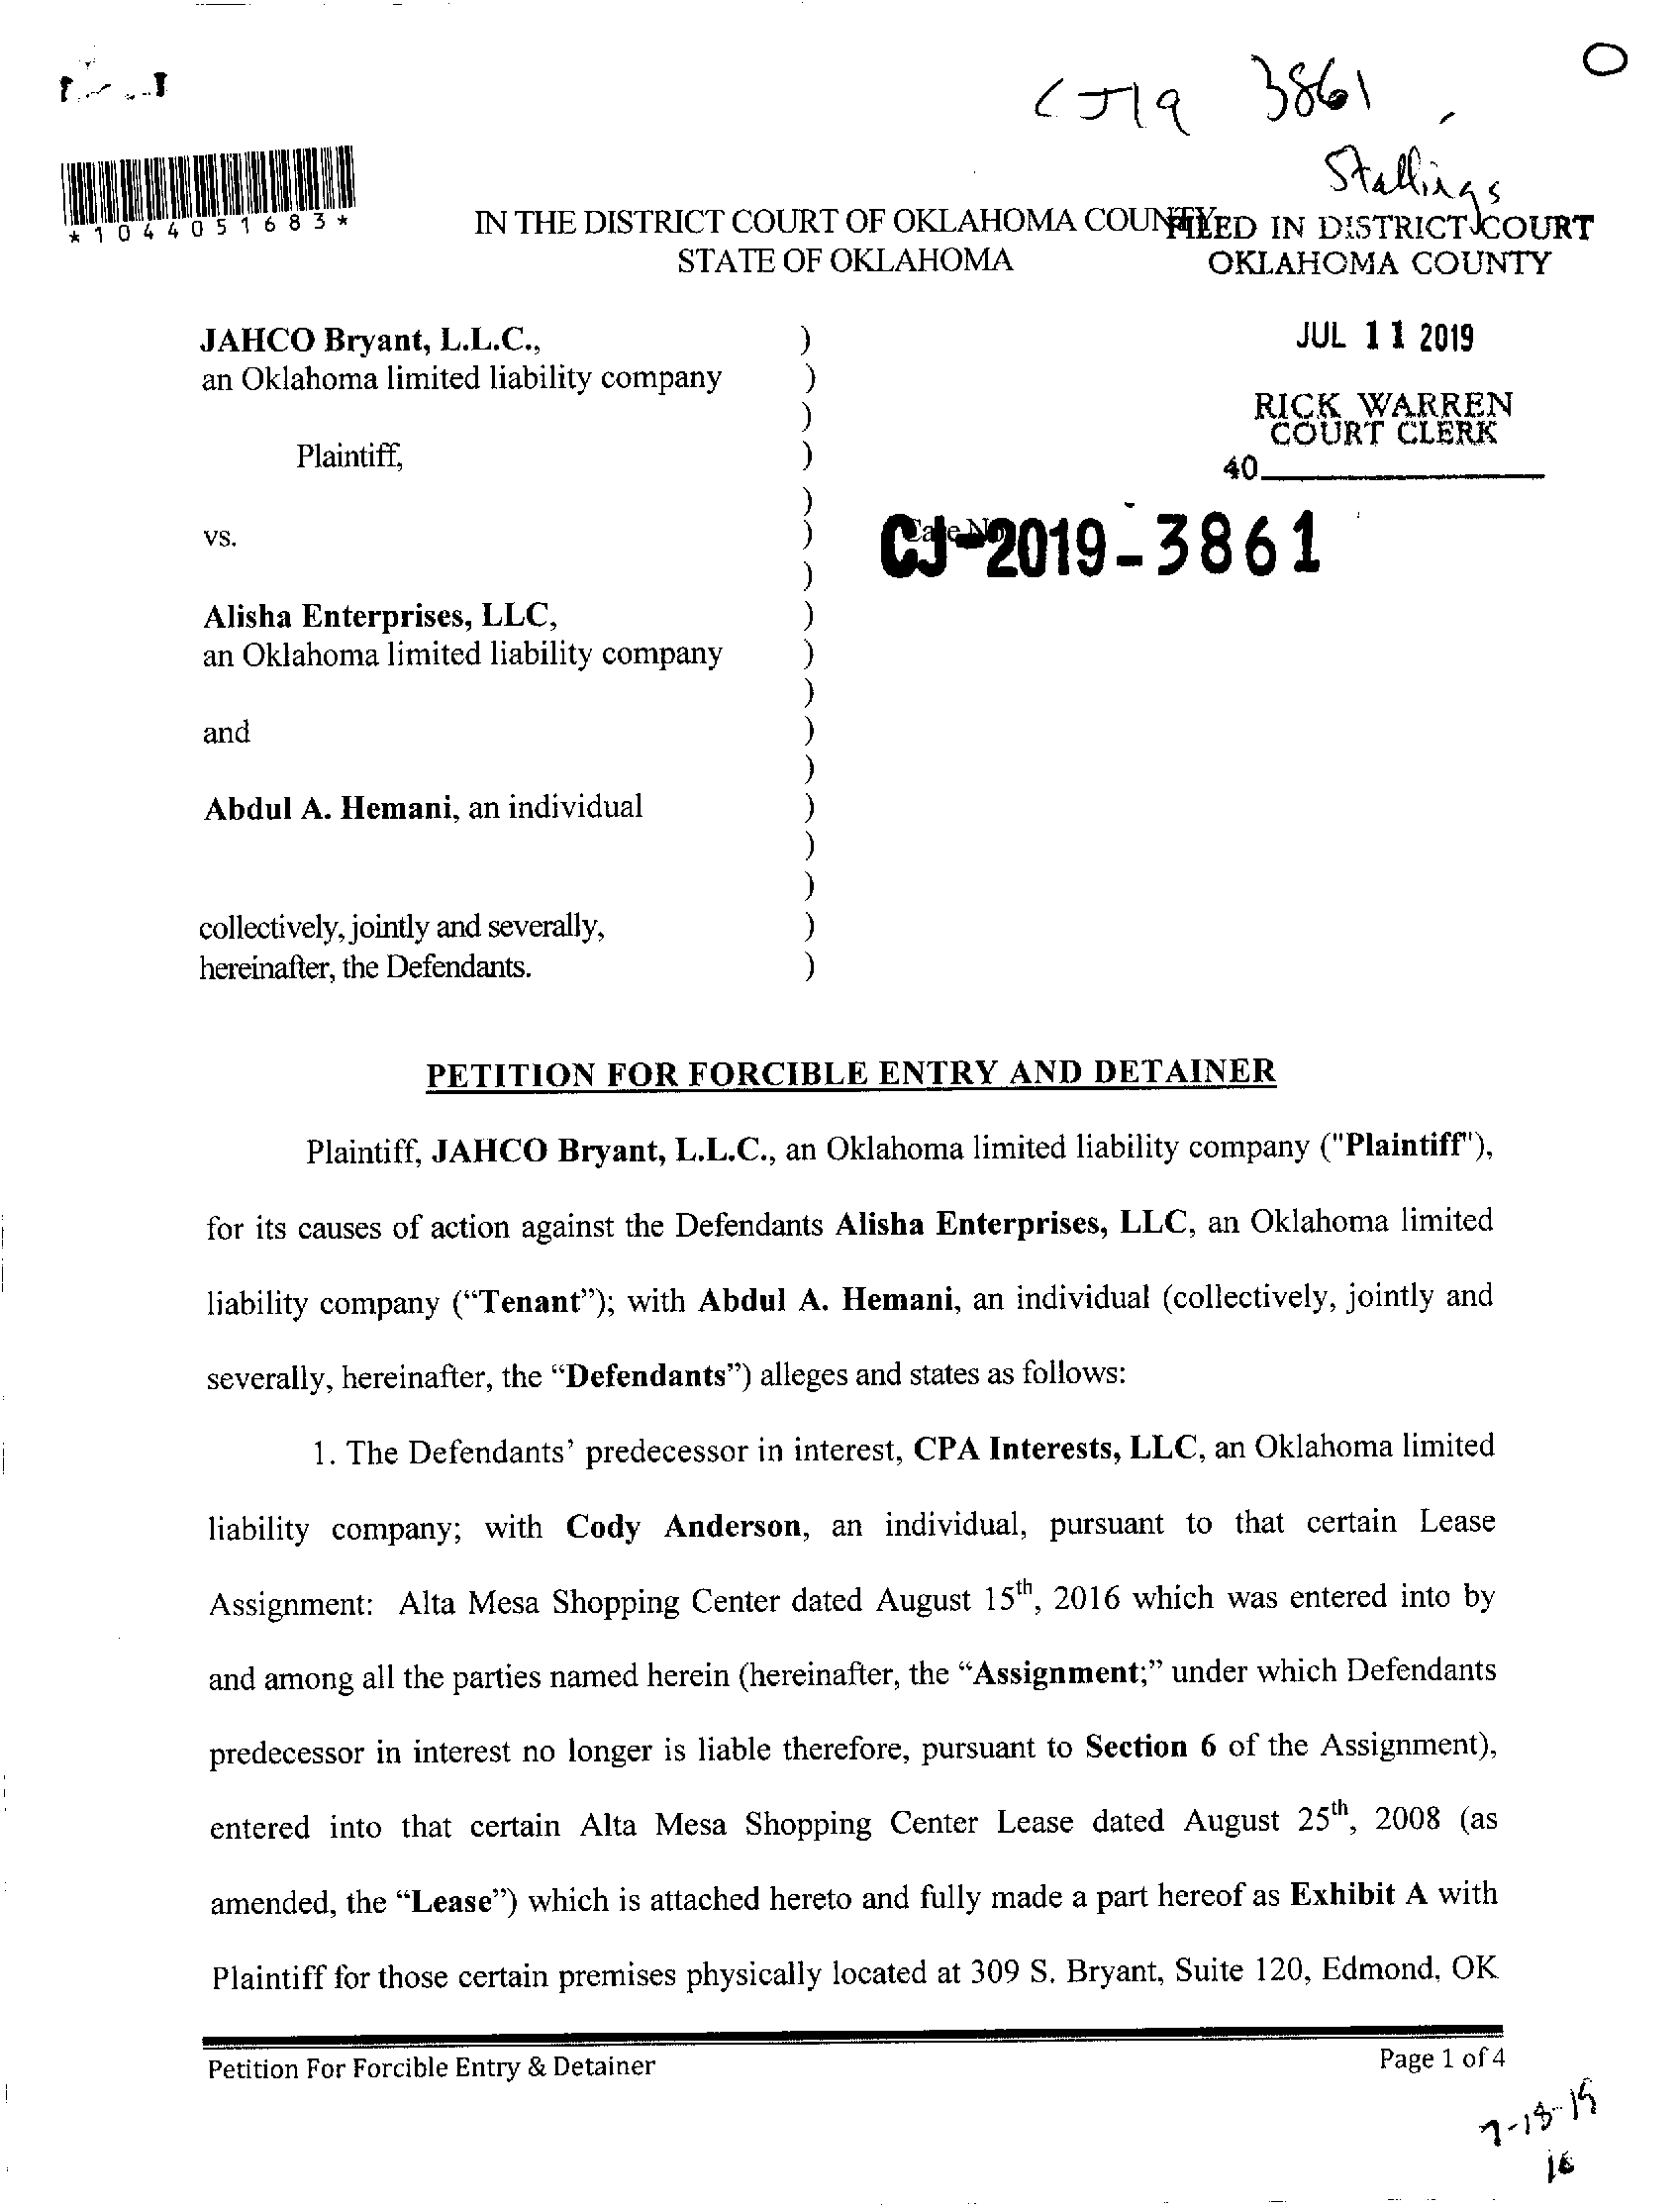 CJ19 3861
O
Stallings
*1044051683*
IN THE DISTRICT COURT OF OKLAHOMA COUNTY
STATE OF OKLAHOMA
FILED IN DISTRICT COURT
OKLAHOMA COUNTY
JUL 11 2019
RICK WARREN
COURT CLERK
40
JAHCO Bryant, L.L.C., )
an Oklahoma limited liability company )
)
Plaintiff, )
)
vs. )
Case No.
CJ-2019-3861
)
Alisha Enterprises, LLC, )
an Oklahoma limited liability company )
)
and )
)
Abdul A. Hemani, an individual )
)
)
collectively, jointly and severally, )
hereinafter, the Defendants. )
PETITION FOR FORCIBLE ENTRY AND DETAINER
Plaintiff, JAHCO Bryant, L.L.C., an Oklahoma limited liability company ("Plaintiff"),
for its causes of action against the Defendants Alisha Enterprises, LLC, an Oklahoma limited
liability company (“Tenant”); with Abdul A. Hemani, an individual (collectively, jointly and
severally, hereinafter, the “Defendants”) alleges and states as follows:
1. The Defendants’ predecessor in interest, CPA Interests, LLC, an Oklahoma limited
liability company; with Cody Anderson, an individual, pursuant to that certain Lease
Assignment: Alta Mesa Shopping Center dated August 15th, 2016 which was entered into by
and among all the parties named herein (hereinafter, the “Assignment;” under which Defendants
predecessor in interest no longer is liable therefore, pursuant to Section 6 of the Assignment),
entered into that certain Alta Mesa Shopping Center Lease dated August 25th, 2008 (as
amended, the “Lease”) which is attached hereto and fully made a part hereof as Exhibit A with
Plaintiff for those certain premises physically located at 309 S. Bryant, Suite 120, Edmond, OK
Petition For Forcible Entry & Detainer
Page 1 of 4
7-18-19